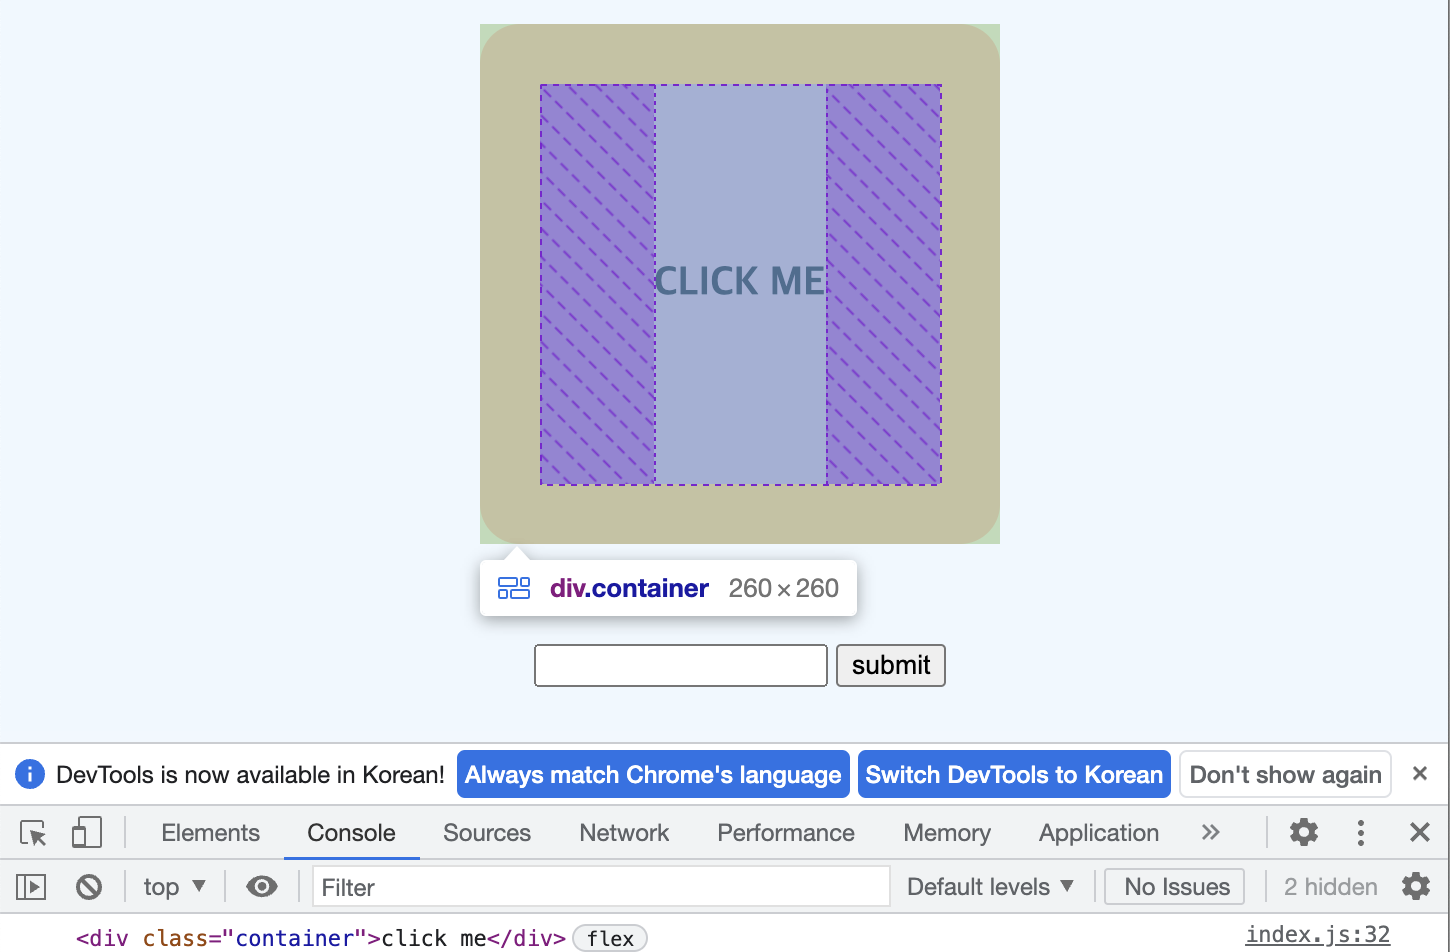 CLICK ME
div.container 260 × 260
submit
DevTools is now available in Korean! Always match Chrome's language Switch DevTools to Korean Don't show again ×
Elements Console Sources Network Performance Memory Application »
top ▼ Filter Default levels ▼ No Issues 2 hidden
<div class="container">click me</div> flex index.js:32